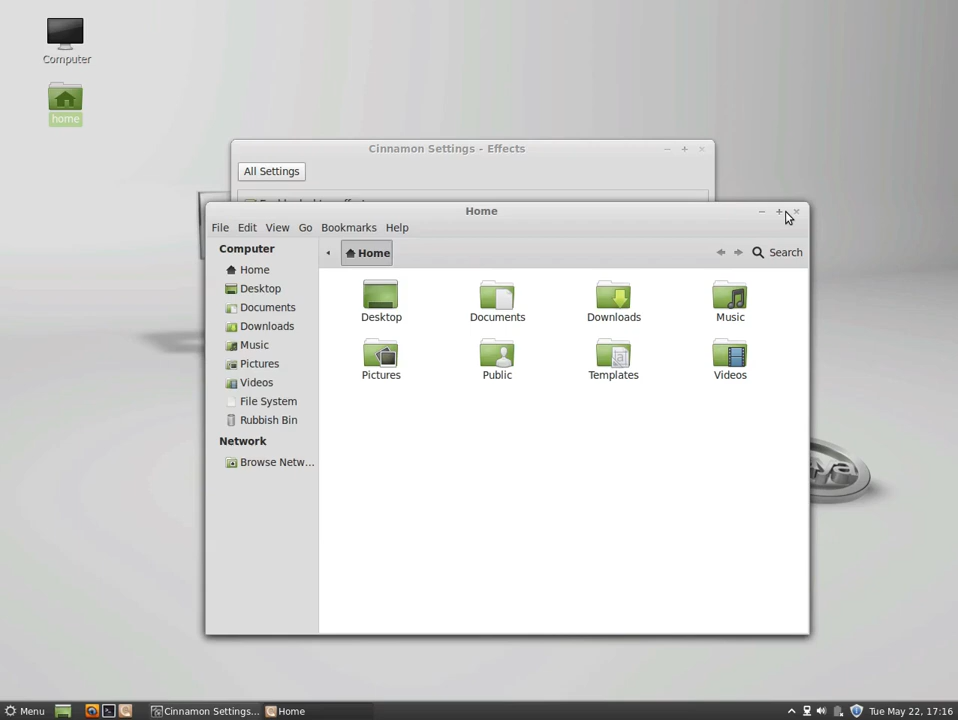 Computer
home
Cinnamon Settings - Effects
All Settings
Home
File Edit View Go Bookmarks Help
Computer
Home
Desktop
Documents
Downloads
Music
Pictures
Videos
File System
Rubbish Bin
Network
Browse Netw...
Home
Search
Desktop Documents Downloads Music
Pictures Public Templates Videos
Menu
Cinnamon Settings...
Home
Tue May 22, 17:16